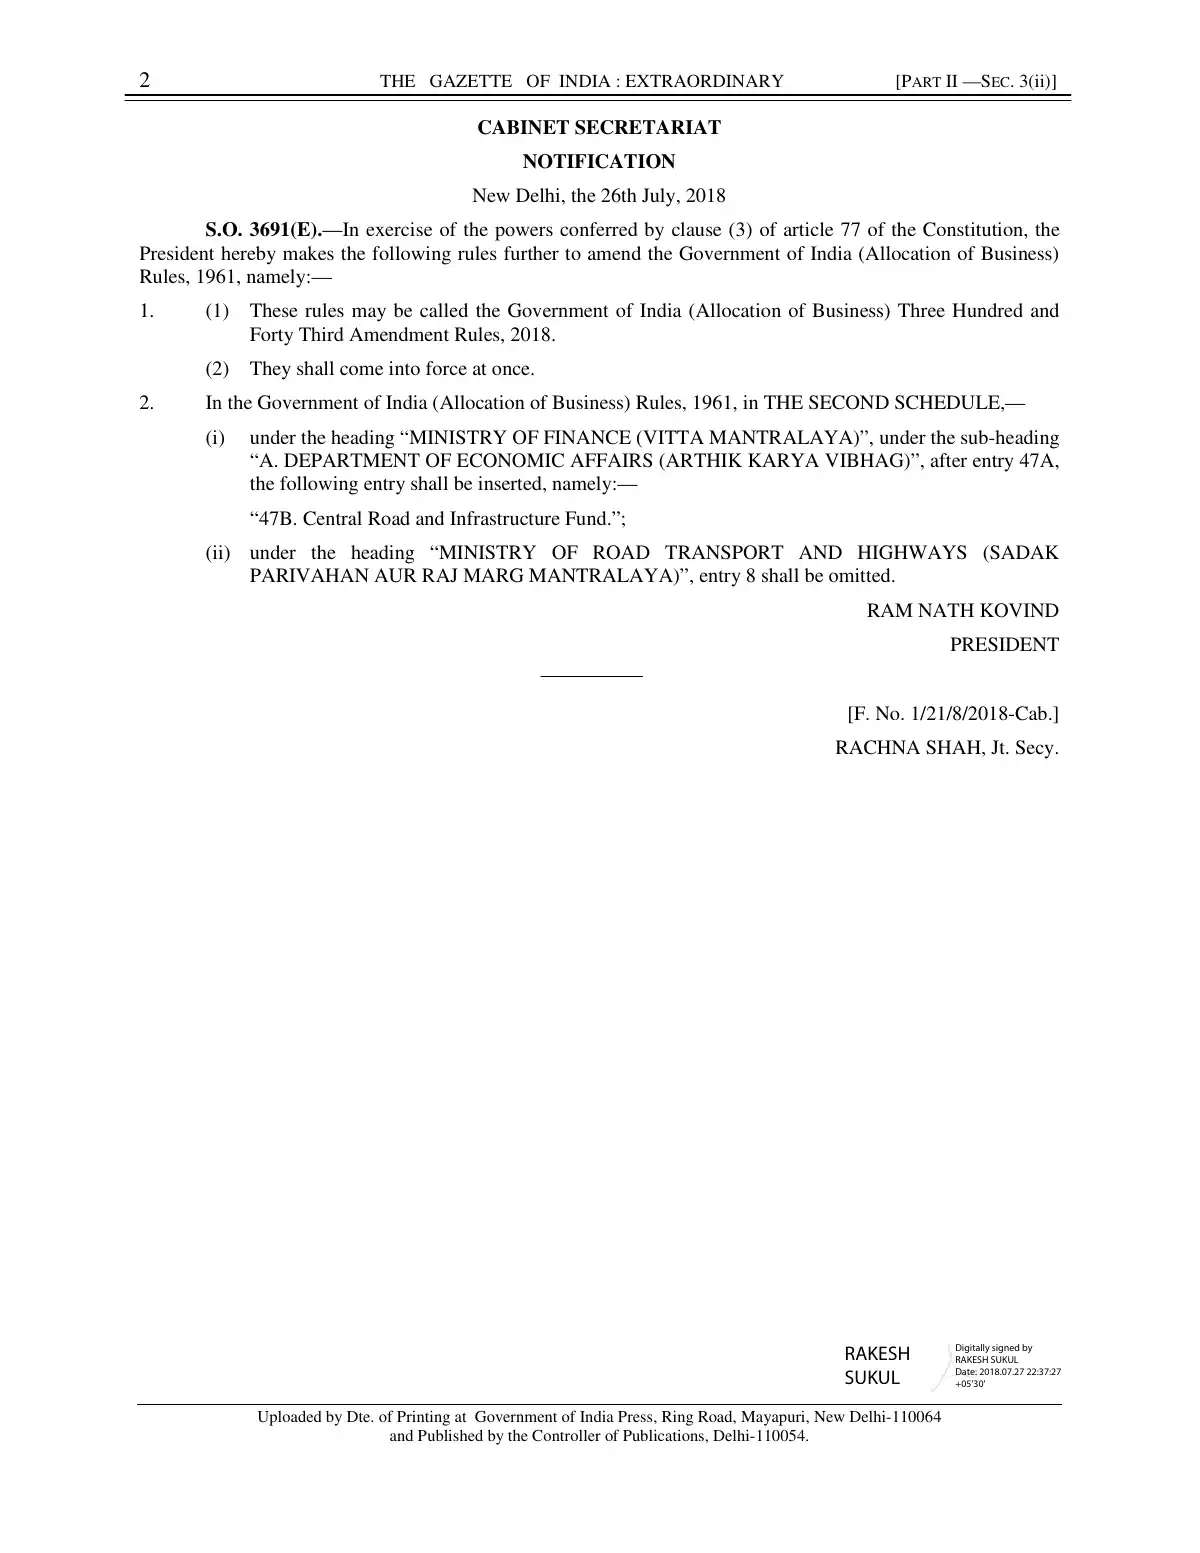 2 THE GAZETTE OF INDIA : EXTRAORDINARY [PART II —SEC. 3(ii)]
CABINET SECRETARIAT
NOTIFICATION
New Delhi, the 26th July, 2018
S.O. 3691(E).—In exercise of the powers conferred by clause (3) of article 77 of the Constitution, the
President hereby makes the following rules further to amend the Government of India (Allocation of Business)
Rules, 1961, namely:—
1. (1) These rules may be called the Government of India (Allocation of Business) Three Hundred and
Forty Third Amendment Rules, 2018.
(2) They shall come into force at once.
2. In the Government of India (Allocation of Business) Rules, 1961, in THE SECOND SCHEDULE,—
(i) under the heading “MINISTRY OF FINANCE (VITTA MANTRALAYA)”, under the sub-heading
“A. DEPARTMENT OF ECONOMIC AFFAIRS (ARTHIK KARYA VIBHAG)”, after entry 47A,
the following entry shall be inserted, namely:—
“47B. Central Road and Infrastructure Fund.”;
(ii) under the heading “MINISTRY OF ROAD TRANSPORT AND HIGHWAYS (SADAK
PARIVAHAN AUR RAJ MARG MANTRALAYA)”, entry 8 shall be omitted.
RAM NATH KOVIND
PRESIDENT
[F. No. 1/21/8/2018-Cab.]
RACHNA SHAH, Jt. Secy.
RAKESH
SUKUL
Digitally signed by
RAKESH SUKUL
Date: 2018.07.27 22:37:27
+05'30'
Uploaded by Dte. of Printing at Government of India Press, Ring Road, Mayapuri, New Delhi-110064
and Published by the Controller of Publications, Delhi-110054.